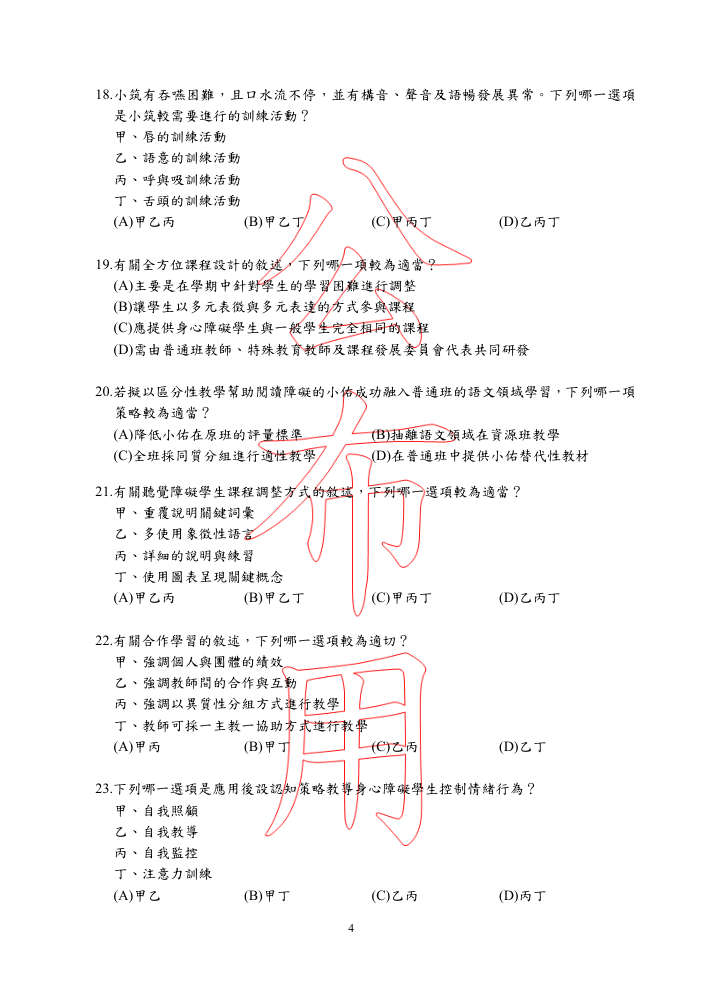 18.小筑有吞嚥困難，且口水流不停，並有構音、聲音及語暢發展異常。下列哪一選項
是小筑較需要進行的訓練活動？
甲、唇的訓練活動
乙、語意的訓練活動
丙、呼與吸訓練活動
丁、舌頭的訓練活動
(A)甲乙丙 (B)甲乙丁 (C)甲丙丁 (D)乙丙丁
19.有關全方位課程設計的敘述，下列哪一項較為適當？
(A)主要是在學期中針對學生的學習困難進行調整
(B)讓學生以多元表徵與多元表達的方式參與課程
(C)應提供身心障礙學生與一般學生完全相同的課程
(D)需由普通班教師、特殊教育教師及課程發展委員會代表共同研發
20.若擬以區分性教學幫助閱讀障礙的小佑成功融入普通班的語文領域學習，下列哪一項
策略較為適當？
(A)降低小佑在原班的評量標準 (B)抽離語文領域在資源班教學
(C)全班採同質分組進行適性教學 (D)在普通班中提供小佑替代性教材
21.有關聽覺障礙學生課程調整方式的敘述，下列哪一選項較為適當？
甲、重覆說明關鍵詞彙
乙、多使用象徵性語言
丙、詳細的說明與練習
丁、使用圖表呈現關鍵概念
(A)甲乙丙 (B)甲乙丁 (C)甲丙丁 (D)乙丙丁
22.有關合作學習的敘述，下列哪一選項較為適切？
甲、強調個人與團體的績效
乙、強調教師間的合作與互動
丙、強調以異質性分組方式進行教學
丁、教師可採一主教一協助方式進行教學
(A)甲丙 (B)甲丁 (C)乙丙 (D)乙丁
23.下列哪一選項是應用後設認知策略教導身心障礙學生控制情緒行為？
甲、自我照顧
乙、自我教導
丙、自我監控
丁、注意力訓練
(A)甲乙 (B)甲丁 (C)乙丙 (D)丙丁
4
公布用